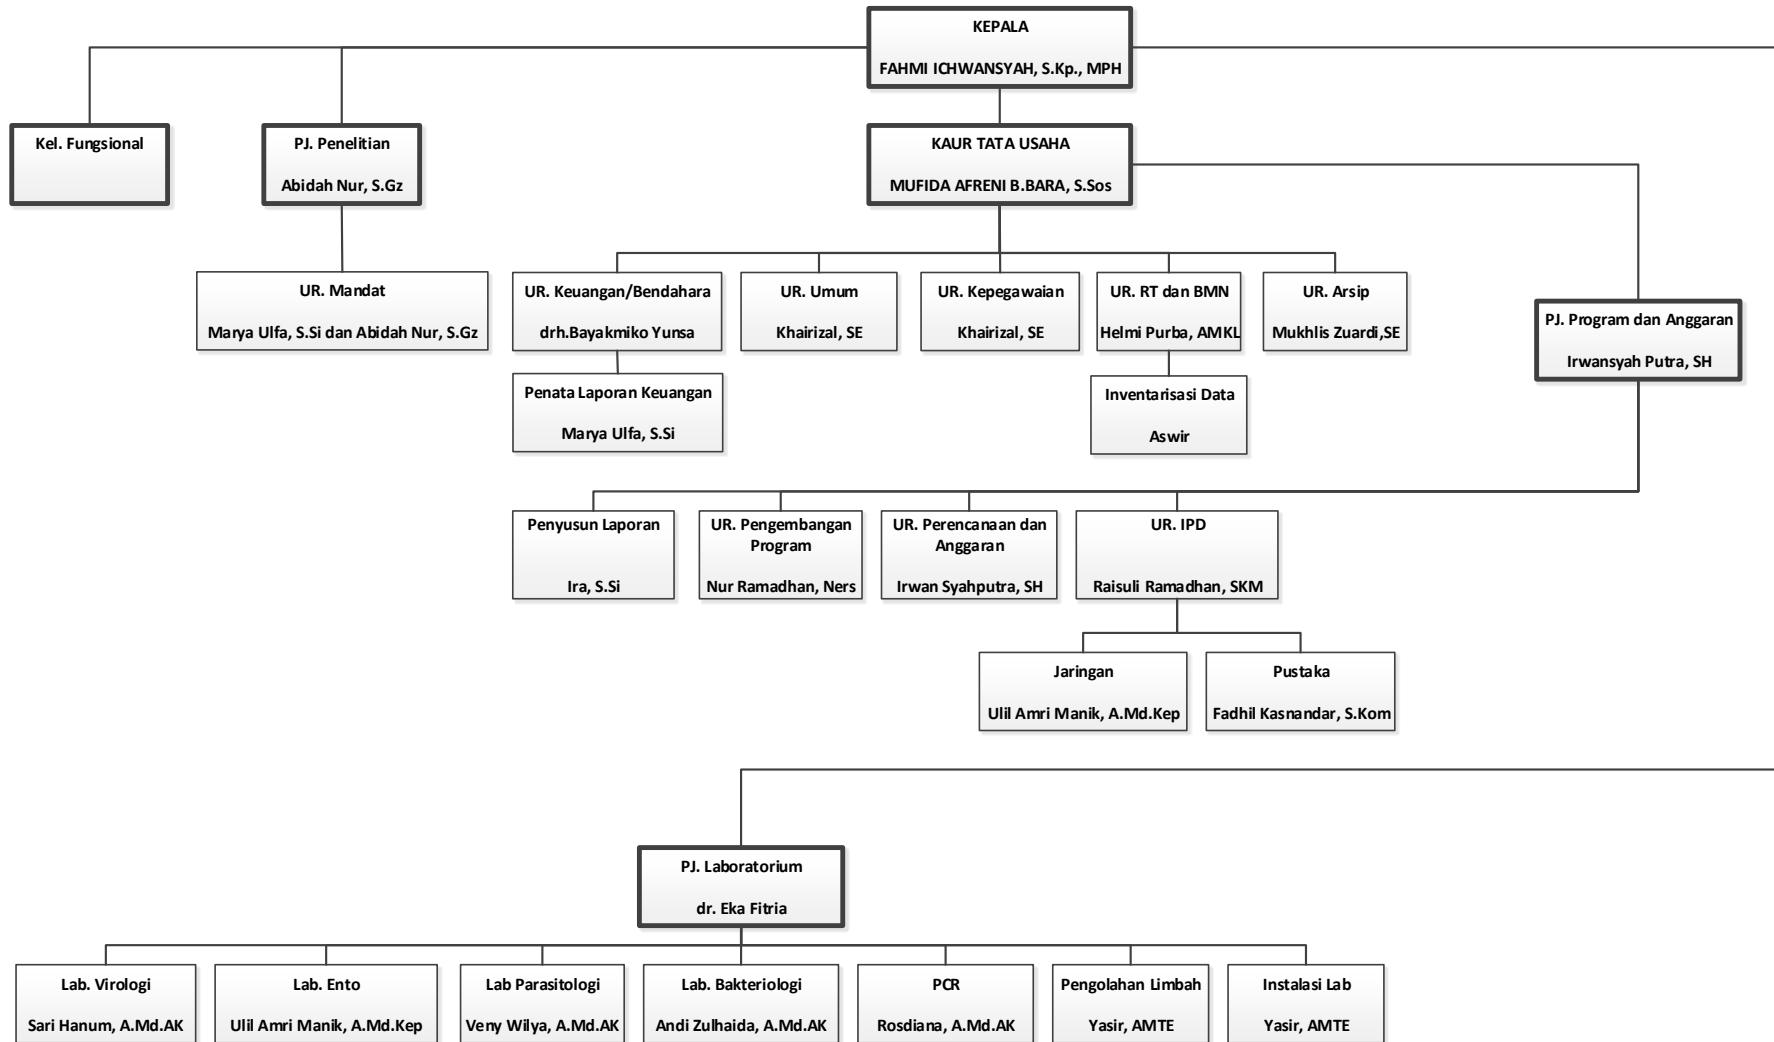 KEPALA
FAHMI ICHWANSYAH, S.Kp., MPH
Kel. Fungsional
PJ. Penelitian
Abidah Nur, S.Gz
KAUR TATA USAHA
MUFIDA AFRENI B.BARA, S.Sos
UR. Mandat
Marya Ulfa, S.Si dan Abidah Nur, S.Gz
UR. Keuangan/Bendahara
drh.Bayakmiko Yunsa
UR. Umum
Khairizal, SE
UR. Kepegawaian
Khairizal, SE
UR. RT dan BMN
Helmi Purba, AMKL
UR. Arsip
Mukhlis Zuardi,SE
PJ. Program dan Anggaran
Irwansyah Putra, SH
Penata Laporan Keuangan
Marya Ulfa, S.Si
Inventarisasi Data
Aswir
Penyusun Laporan
Ira, S.Si
UR. Pengembangan
Program
Nur Ramadhan, Ners
UR. Perencanaan dan
Anggaran
Irwan Syahputra, SH
UR. IPD
Raisuli Ramadhan, SKM
Jaringan
Ulil Amri Manik, A.Md.Kep
Pustaka
Fadhil Kasnandar, S.Kom
PJ. Laboratorium
dr. Eka Fitria
Lab. Virologi
Sari Hanum, A.Md.AK
Lab. Ento
Ulil Amri Manik, A.Md.Kep
Lab Parasitologi
Veny Wilya, A.Md.AK
Lab. Bakteriologi
Andi Zulhaida, A.Md.AK
PCR
Rosdiana, A.Md.AK
Pengolahan Limbah
Yasir, AMTE
Instalasi Lab
Yasir, AMTE